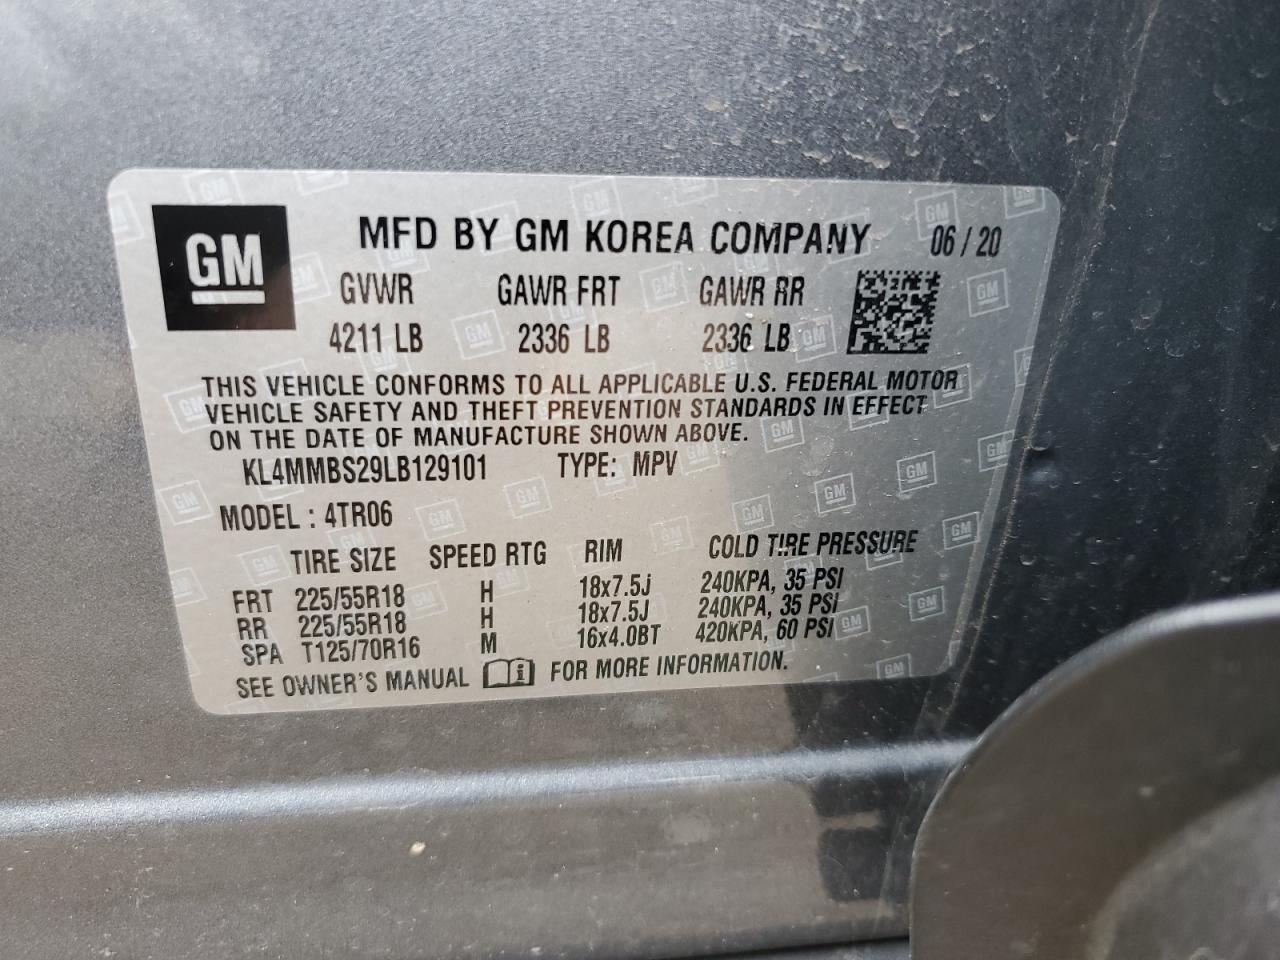 GM
MFD BY GM KOREA COMPANY 06/20
GVWR GAWR FRT GAWR RR
4211 LB 2336 LB 2336 LB
THIS VEHICLE CONFORMS TO ALL APPLICABLE U.S. FEDERAL MOTOR
VEHICLE SAFETY AND THEFT PREVENTION STANDARDS IN EFFECT
ON THE DATE OF MANUFACTURE SHOWN ABOVE.
KL4MMBS29LB129101 TYPE: MPV
MODEL : 4TR06
TIRE SIZE SPEED RTG RIM COLD TIRE PRESSURE
FRT 225/55R18 H 18x7.5j 240KPA, 35 PSI
RR 225/55R18 H 18x7.5J 240KPA, 35 PSI
SPA T125/70R16 M 16x4.0BT 420KPA, 60 PSI
SEE OWNER'S MANUAL i FOR MORE INFORMATION.